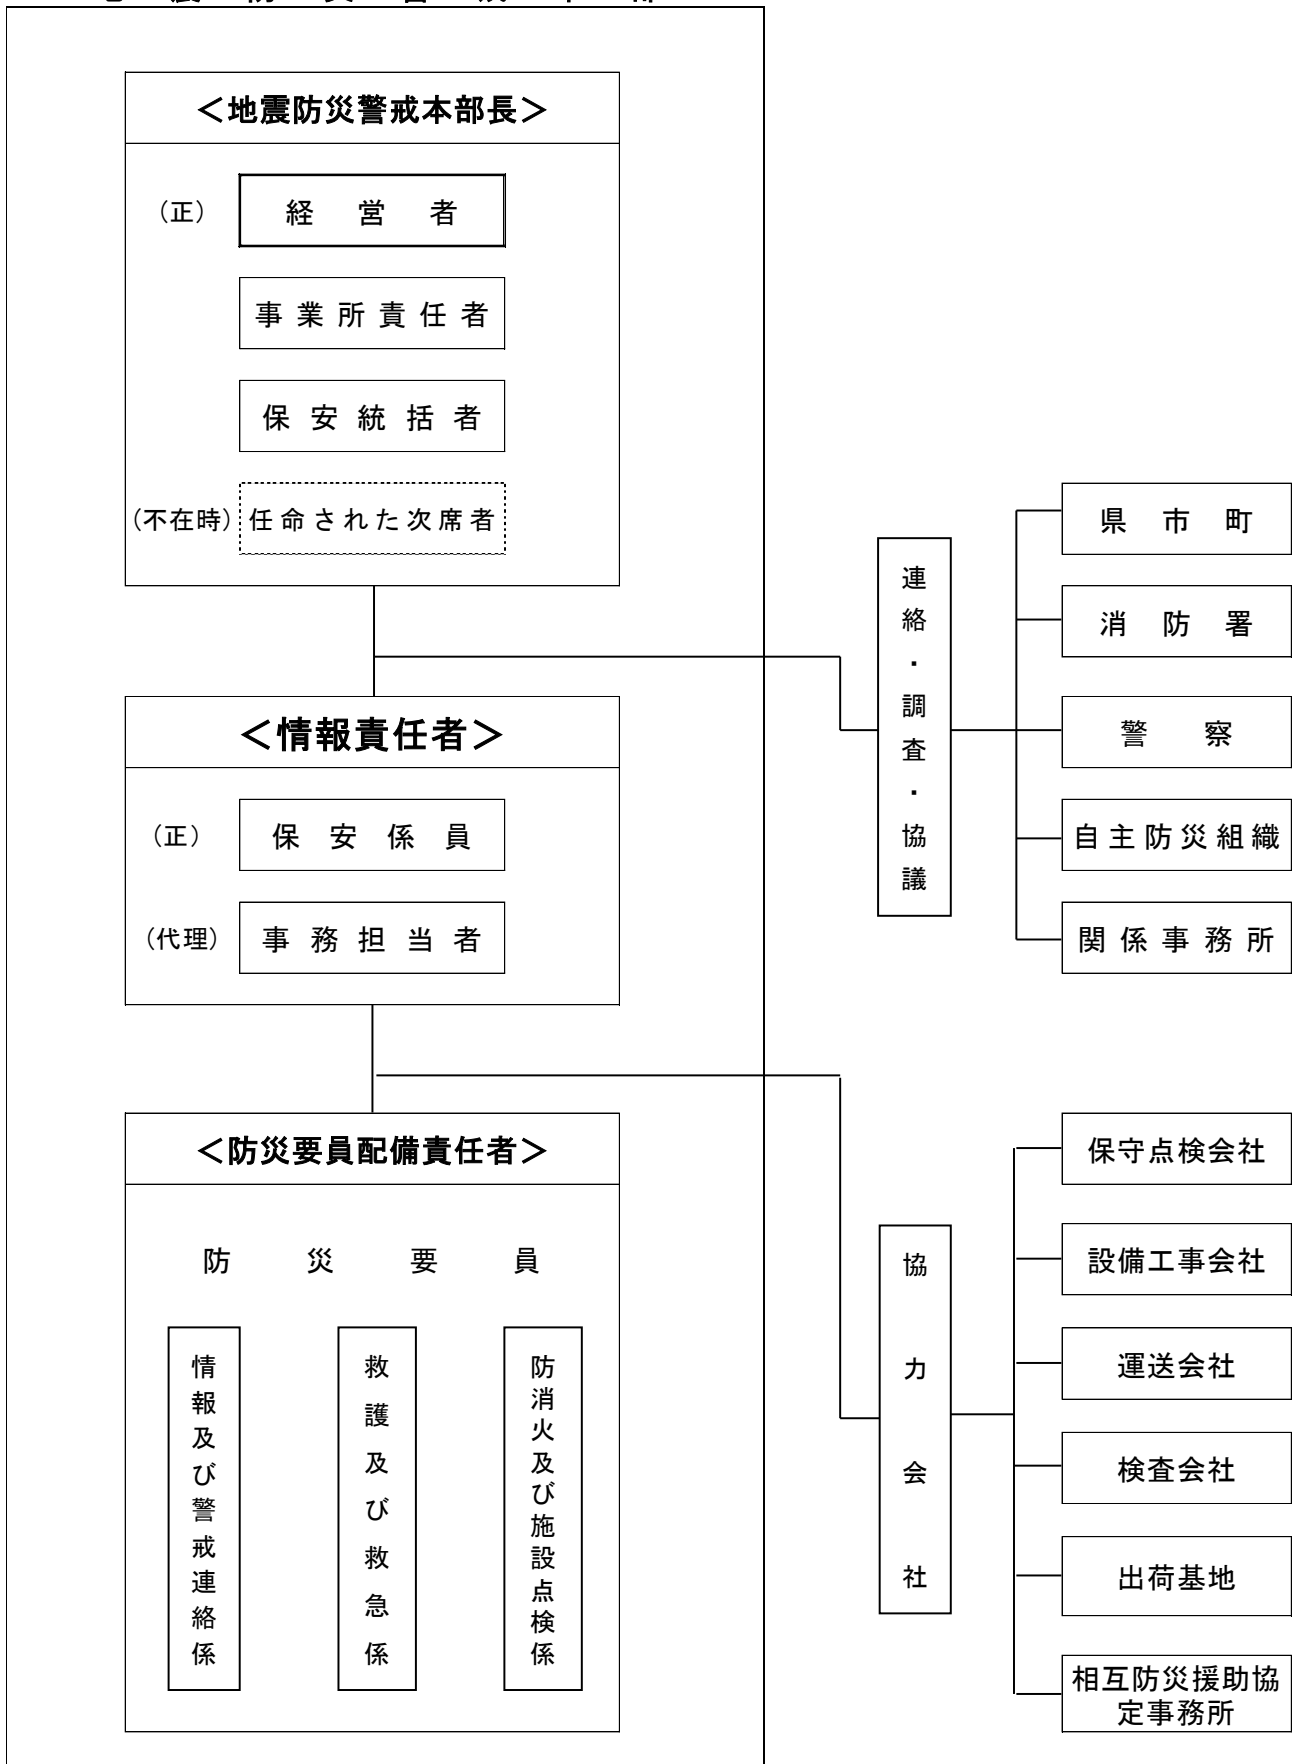 ＜地震防災警戒本部長＞
(正)
経営者
事業所責任者
保安統括者
(不在時)
任命された次席者
＜情報責任者＞
(正)
保安係員
(代理)
事務担当者
＜防災要員配備責任者＞
防災要員
情報及び警戒連絡係
救護及び救急係
防消火及び施設点検係
連絡・調査・協議
県市町
消防署
警察
自主防災組織
関係事務所
協力会社
保守点検会社
設備工事会社
運送会社
検査会社
出荷基地
相互防災援助協
定事務所